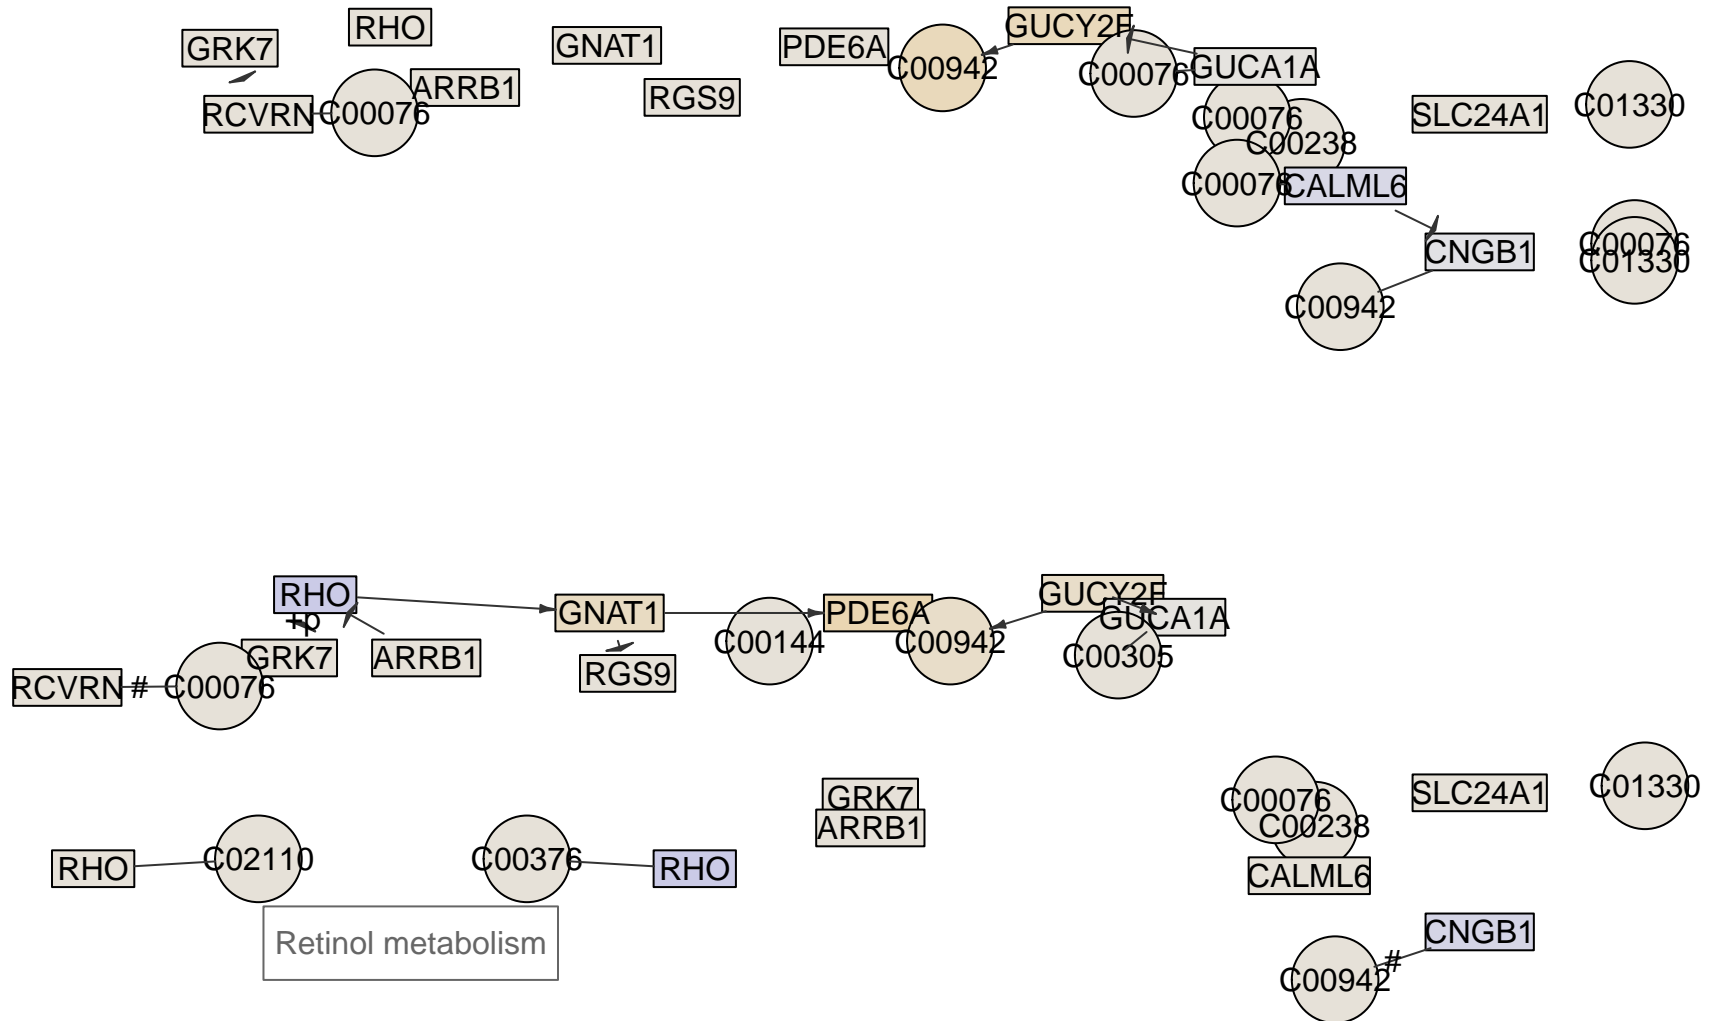 RHO
GRK7
GNAT1
PDE6A
C00942
GUCY2F
C00076
GUCA1A
ARRB1
RGS9
RCVRN
C00076
C00076
C00238
SLC24A1
C01330
C00076
CALML6
CNGB1
C00076
C01330
C00942
RHO
+p
GNAT1
PDE6A
GUCY2F
GUCA1A
C00144
C00942
C00305
GRK7
ARRB1
RGS9
RCVRN
#
C00076
GRK7
ARRB1
C00076
C00238
SLC24A1
C01330
RHO
C02110
C00376
RHO
CALML6
Retinol metabolism
CNGB1
#
C00942